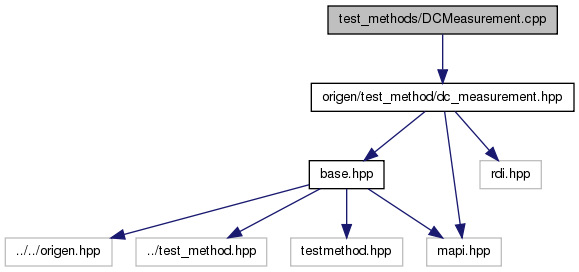 test_methods/DCMeasurement.cpp
origen/test_method/dc_measurement.hpp
base.hpp
rdi.hpp
../../origen.hpp
../test_method.hpp
testmethod.hpp
mapi.hpp